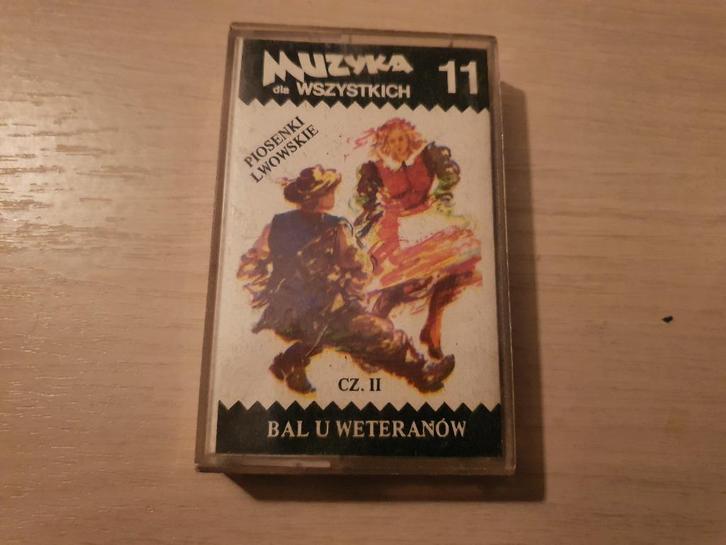 MUZYKA
dla WSZYSTKICH
11
PIOSENKI
LWOWSKIE
CZ. II
BAL U WETERANÓW